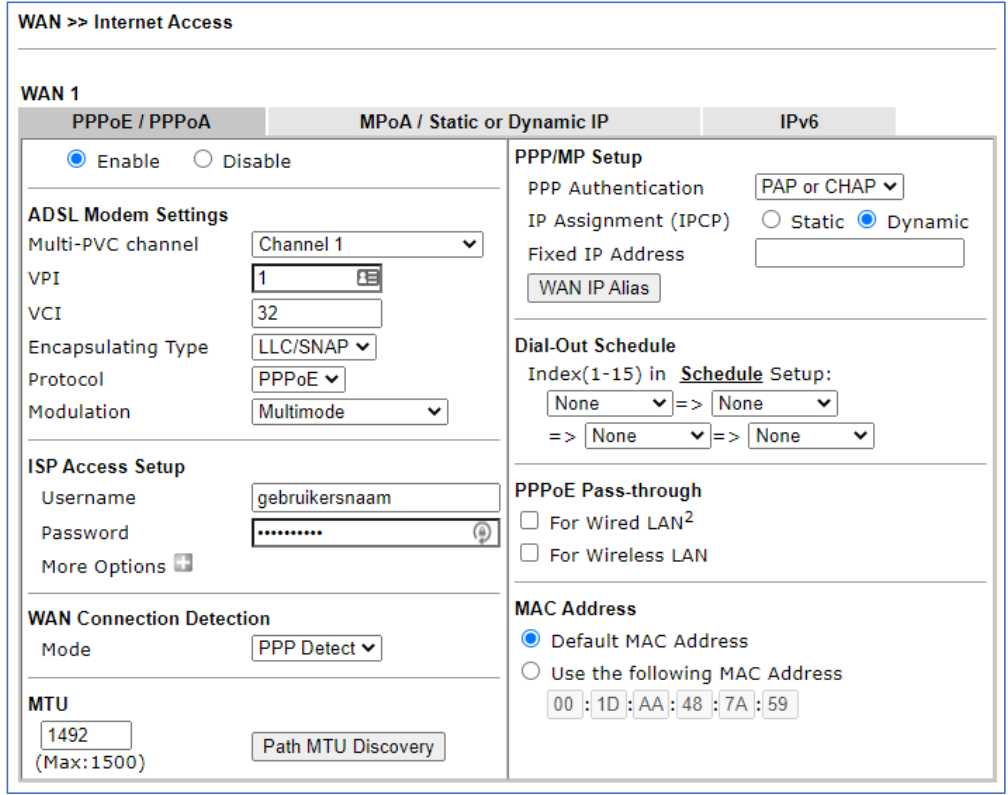 WAN >> Internet Access
WAN 1
PPPoE / PPPoA
MPoA / Static or Dynamic IP
IPv6
Enable Disable
ADSL Modem Settings
Multi-PVC channel Channel 1
VPI 1
VCI 32
Encapsulating Type LLC/SNAP
Protocol PPPoE
Modulation Multimode
ISP Access Setup
Username gebruikersnaam
Password ••••••••••
More Options
WAN Connection Detection
Mode PPP Detect
MTU
1492
(Max:1500) Path MTU Discovery
PPP/MP Setup
PPP Authentication PAP or CHAP
IP Assignment (IPCP) Static Dynamic
Fixed IP Address
WAN IP Alias
Dial-Out Schedule
Index(1-15) in Schedule Setup:
None => None
=> None => None
PPPoE Pass-through
For Wired LAN2
For Wireless LAN
MAC Address
Default MAC Address
Use the following MAC Address
00 : 1D : AA : 48 : 7A : 59